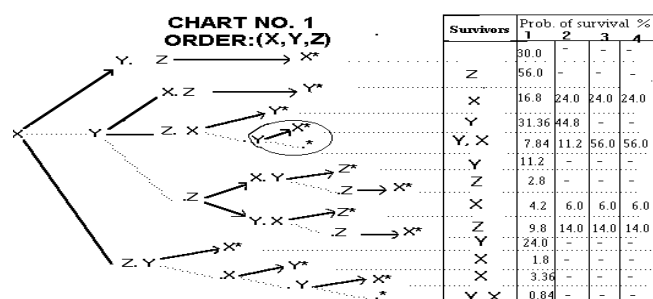 CHART NO. 1
ORDER:(X,Y,Z)
Survivors Prob. of survival %
1 2 3 4
Y. Z X* 30.0 - - -
Z 56.0 - - -
X. Z Y* X 16.8 24.0 24.0 24.0
Y* Y 31.36 44.8 - -
X Y Z. X Y X* .* Y, X 7.84 11.2 56.0 56.0
Y 11.2 - - -
X. Y Z* Z 2.8 - - -
.Z .Z X* X 4.2 6.0 6.0 6.0
Y. X Z* Z 9.8 14.0 14.0 14.0
.Z X* Y 24.0 - - -
Z. Y X* X 1.8 - - -
.X Y* X 3.36 - - -
.Y X* .* Y, X 0.84 - - -